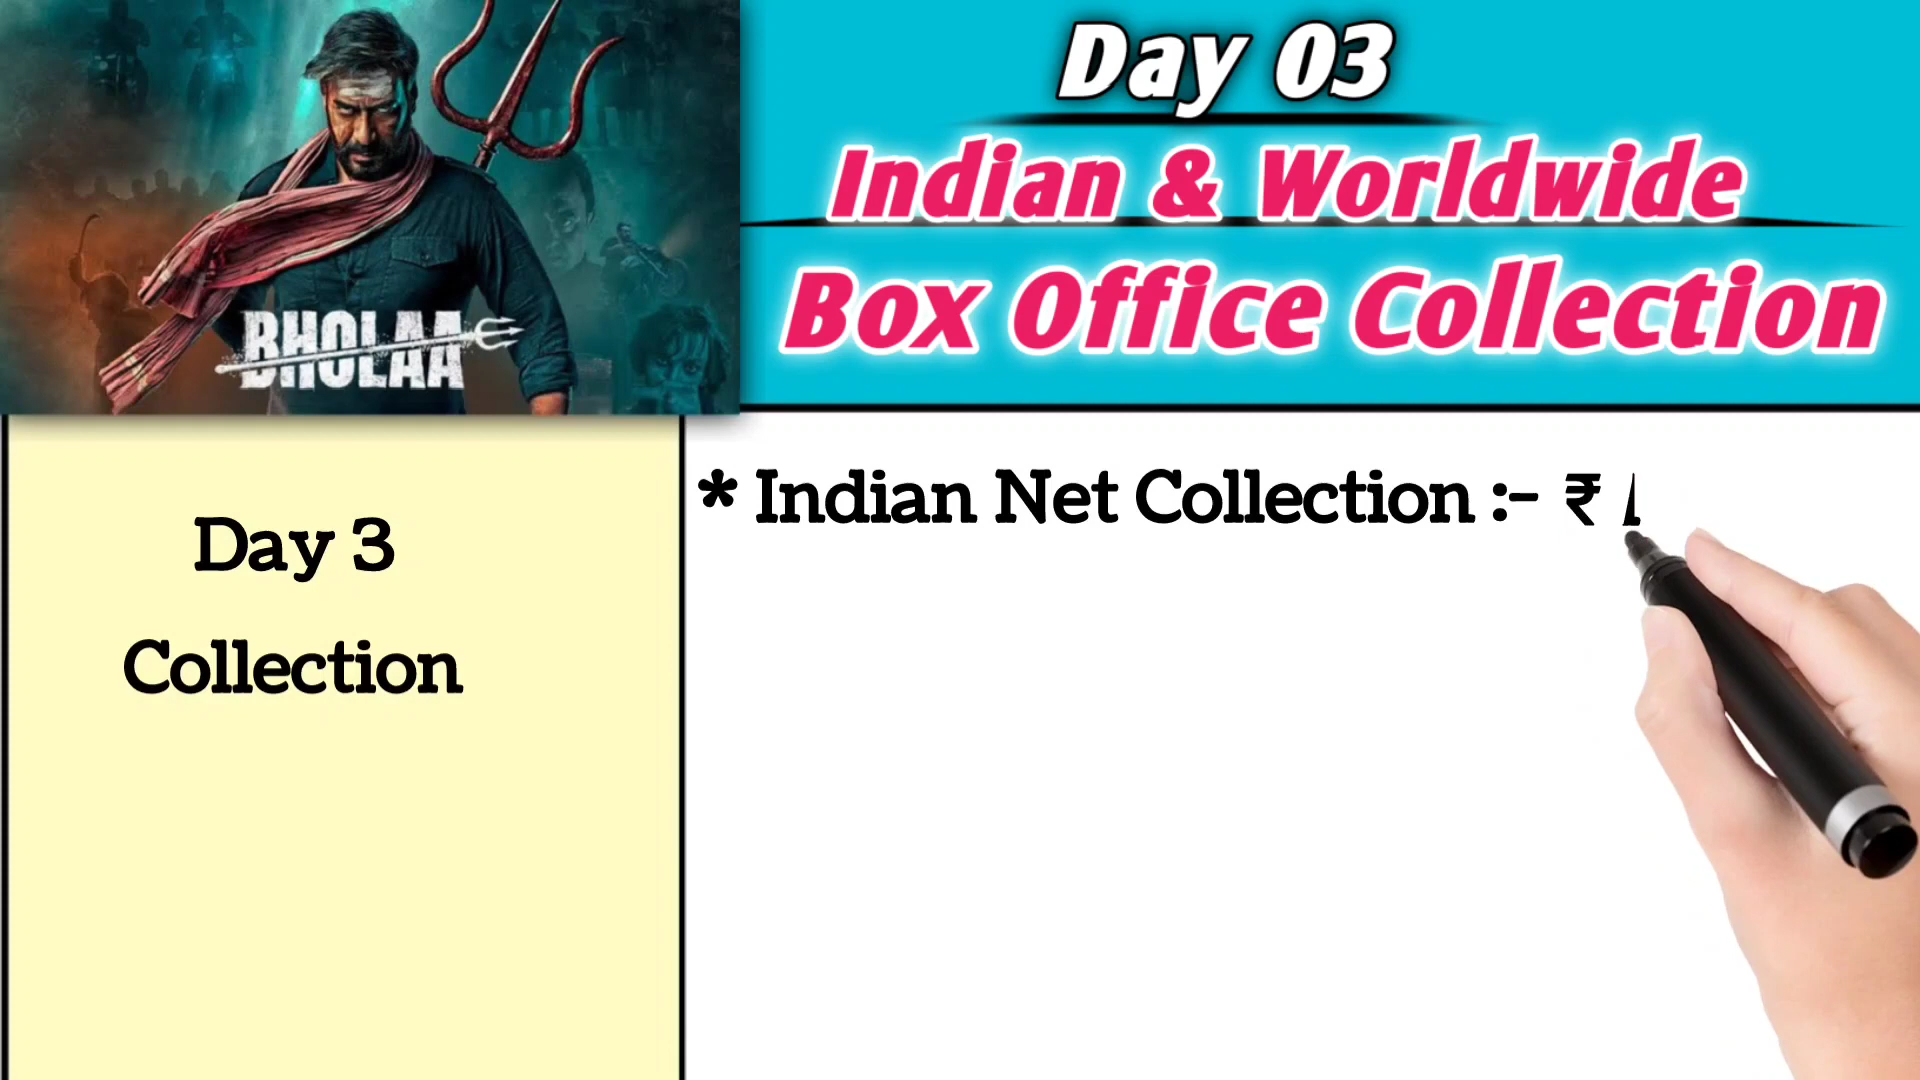 BHOLAA
Day 03
Indian & Worldwide
Box Office Collection
Day 3
Collection
* Indian Net Collection :- ₹